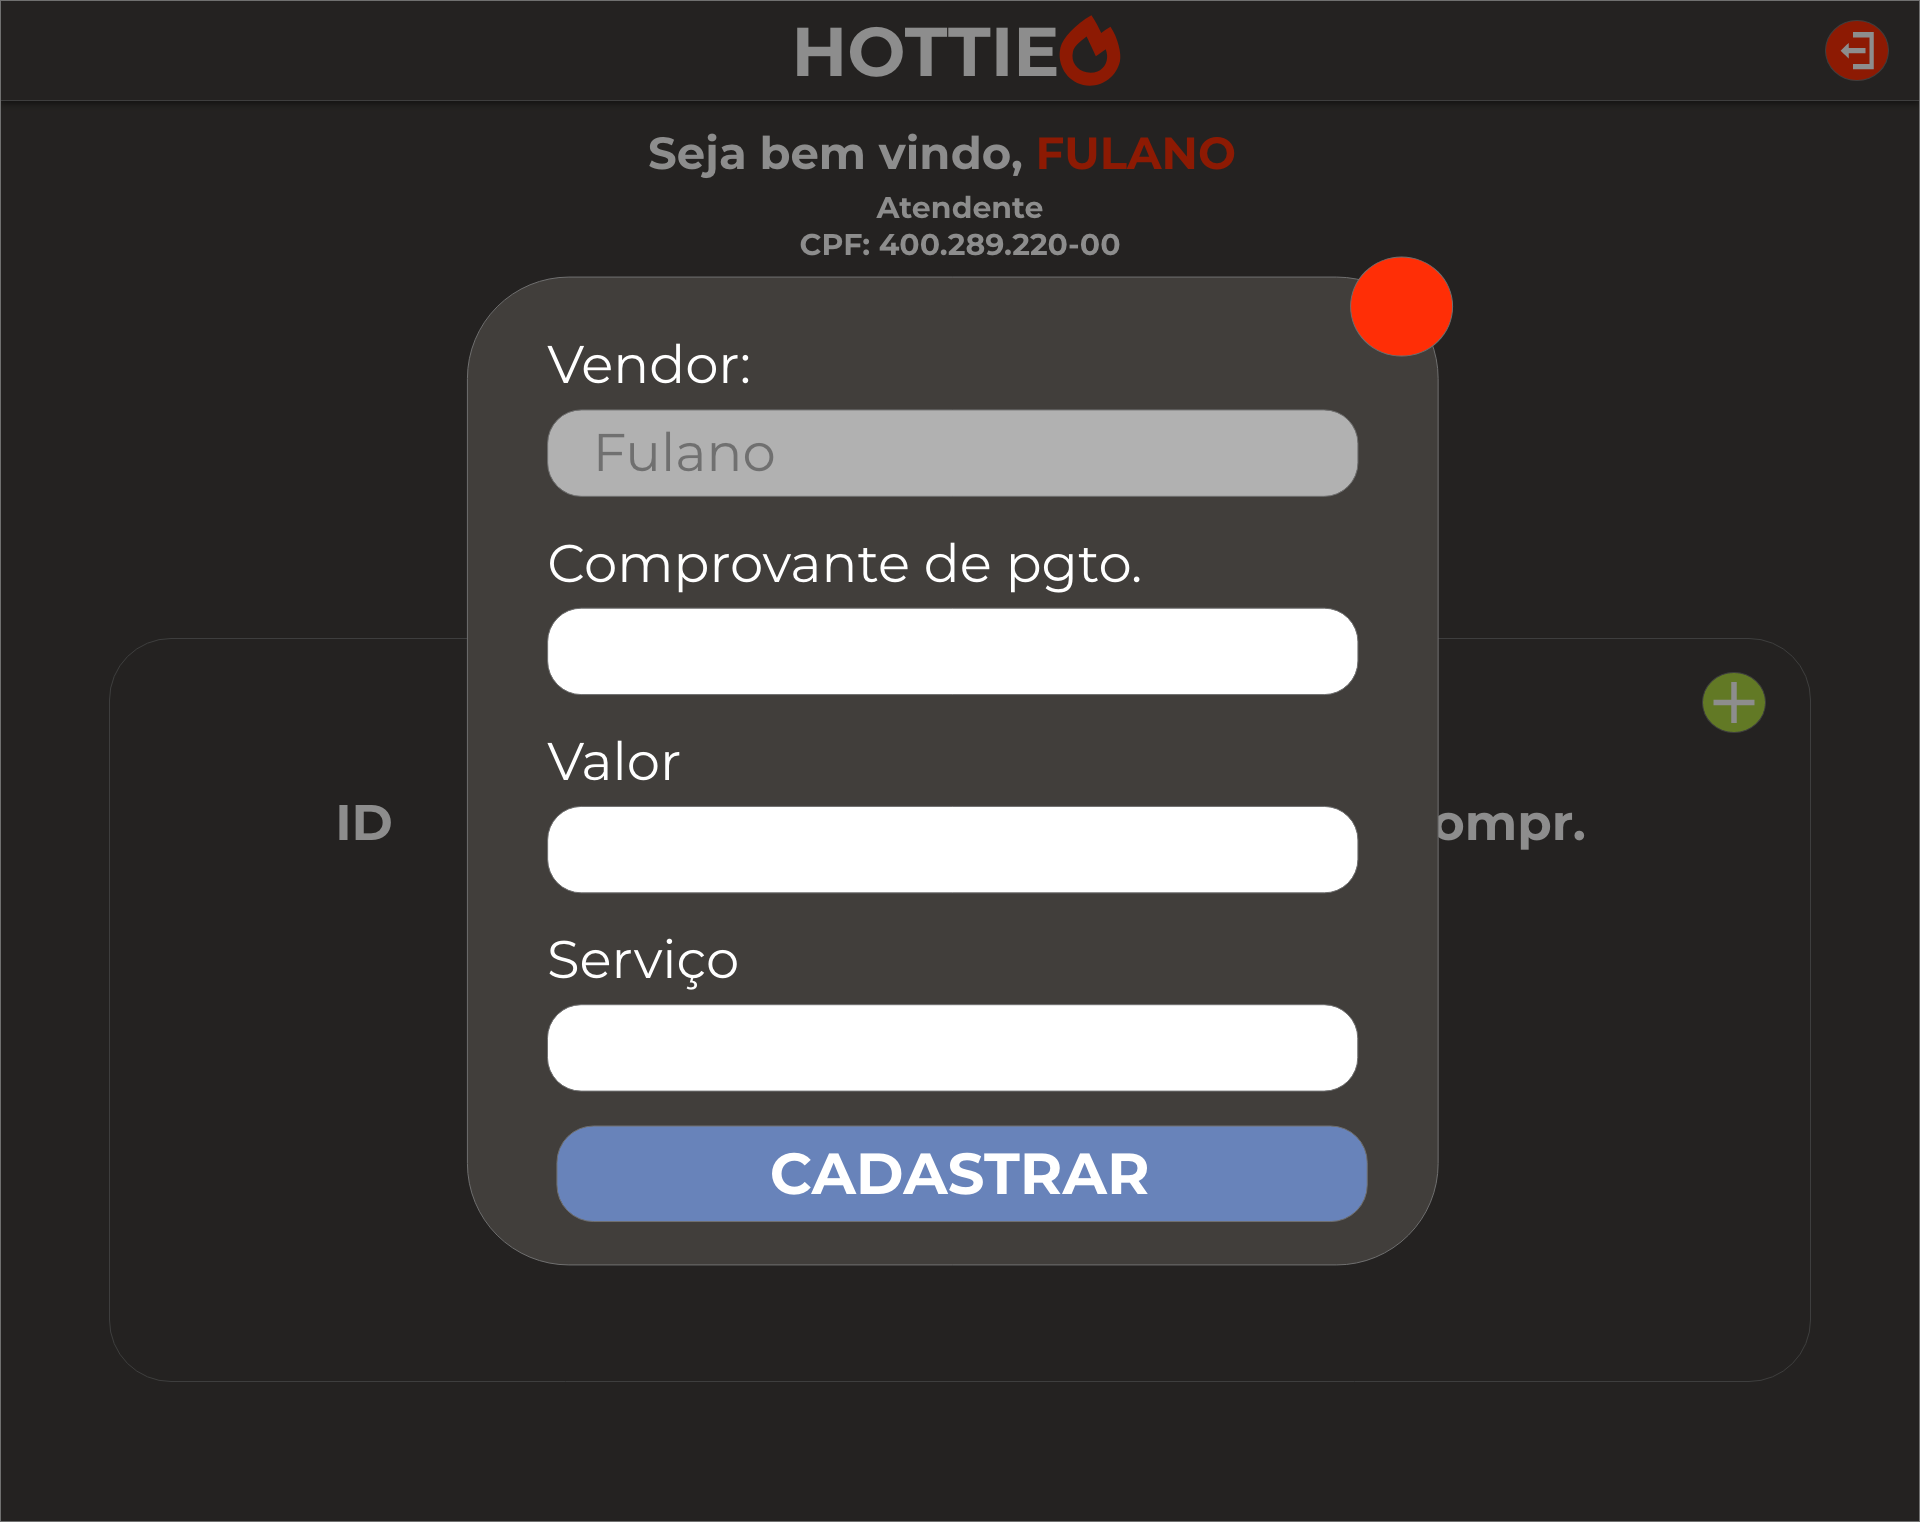 HOTTIE
Seja bem vindo, FULANO
Atendente
CPF: 400.289.220-00
Vendor:
Fulano
Comprovante de pgto.
Valor
ID
ompr.
Serviço
CADASTRAR